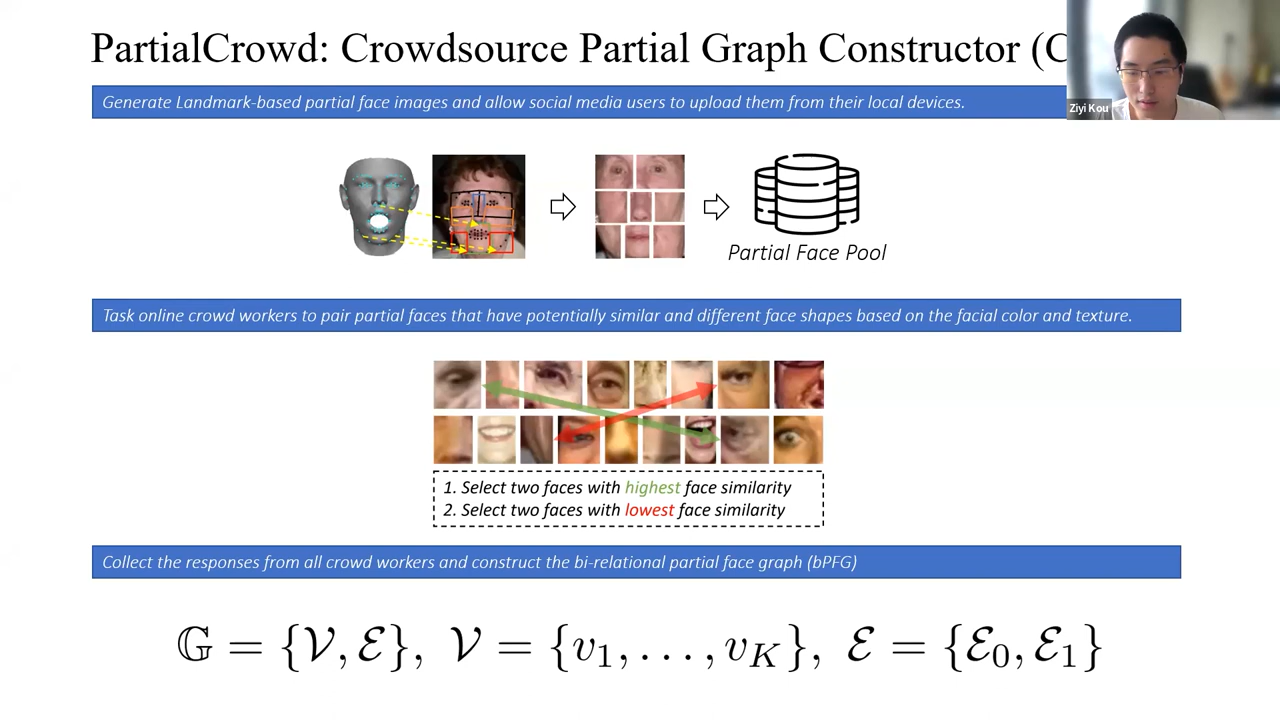 PartialCrowd: Crowdsource Partial Graph Constructor (C
Ziyi Kou
Generate Landmark-based partial face images and allow social media users to upload them from their local devices.
Partial Face Pool
Task online crowd workers to pair partial faces that have potentially similar and different face shapes based on the facial color and texture.
1. Select two faces with highest face similarity
2. Select two faces with lowest face similarity
Collect the responses from all crowd workers and construct the bi-relational partial face graph (bPFG)
𝔾 = {𝒱, ℰ}, 𝒱 = {v₁, . . . , v_K}, ℰ = {ℰ₀, ℰ₁}